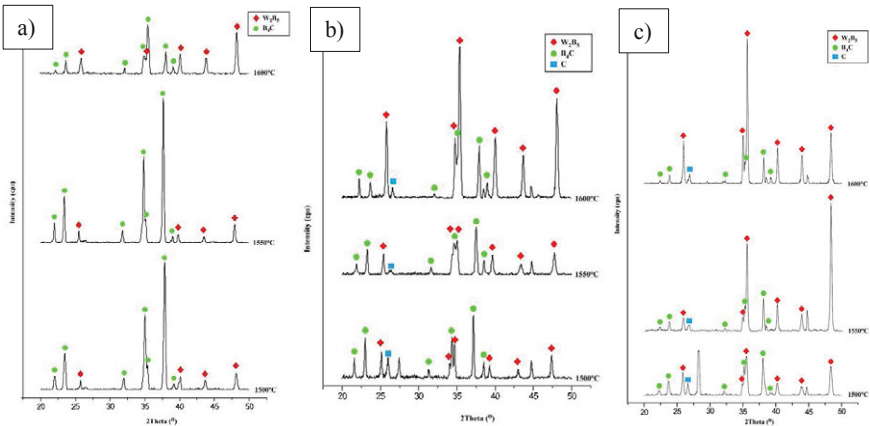 a)
W₂B₅
B₄C
1600°C
1550°C
1500°C
Intensity (cps)
20 25 30 35 40 45 50
2Theta (°)
b)
W₂B₅
B₄C
C
1600°C
1550°C
1500°C
Intensity (cps)
20 25 30 35 40 45 50
2Theta (°)
c)
W₂B₅
B₄C
C
1600°C
1550°C
1500°C
Intensity (cps)
20 25 30 35 40 45 50
2Theta (°)